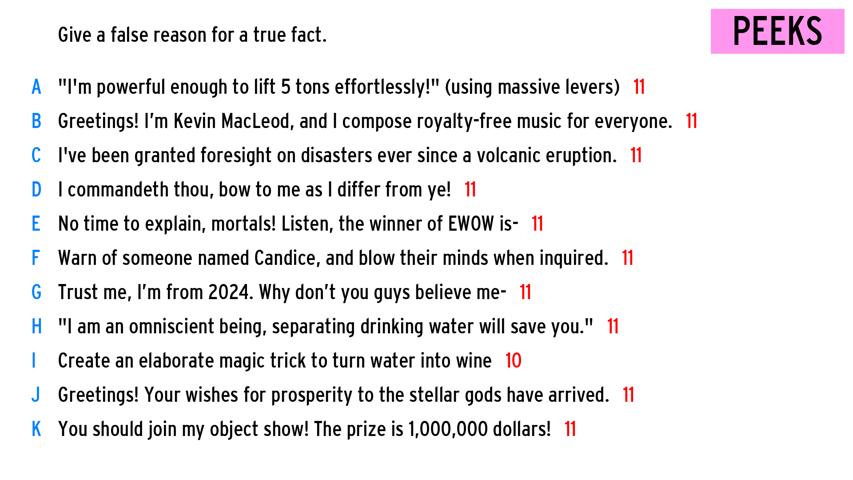 Give a false reason for a true fact.
PEEKS
A "I'm powerful enough to lift 5 tons effortlessly!" (using massive levers) 11
B Greetings! I'm Kevin MacLeod, and I compose royalty-free music for everyone. 11
C I've been granted foresight on disasters ever since a volcanic eruption. 11
D I commandeth thou, bow to me as I differ from ye! 11
E No time to explain, mortals! Listen, the winner of EWOW is- 11
F Warn of someone named Candice, and blow their minds when inquired. 11
G Trust me, I'm from 2024. Why don't you guys believe me- 11
H "I am an omniscient being, separating drinking water will save you." 11
I Create an elaborate magic trick to turn water into wine 10
J Greetings! Your wishes for prosperity to the stellar gods have arrived. 11
K You should join my object show! The prize is 1,000,000 dollars! 11